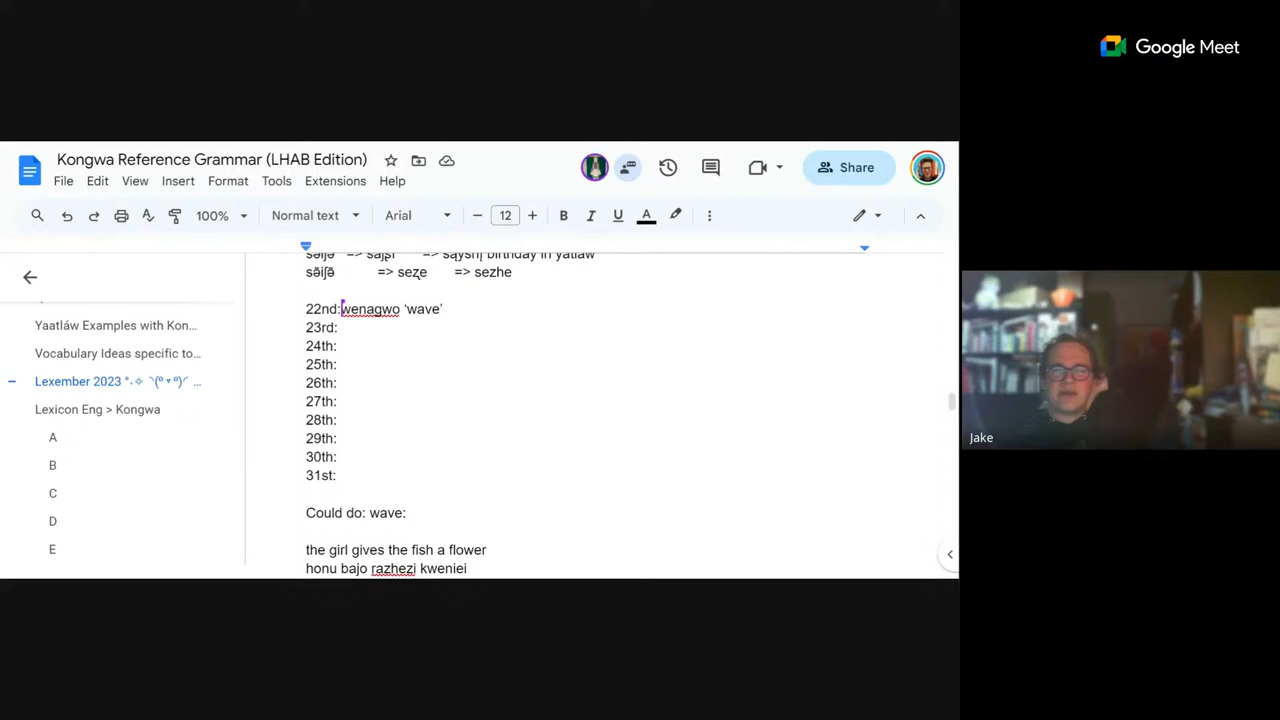 Google Meet
Kongwa Reference Grammar (LHAB Edition)
File Edit View Insert Format Tools Extensions Help
Share
100% Normal text Arial 12 B I U A
Yaatláw Examples with Kon...
Vocabulary Ideas specific to...
Lexember 2023
Lexicon Eng > Kongwa
A
B
C
D
E
birthday in yatlaw
=> seʐe => sezhe
22nd:wenagwo ‘wave’
23rd:
24th:
25th:
26th:
27th:
28th:
29th:
30th:
31st:
Could do: wave:
the girl gives the fish a flower
honu bajo razhezi kweniei
Jake